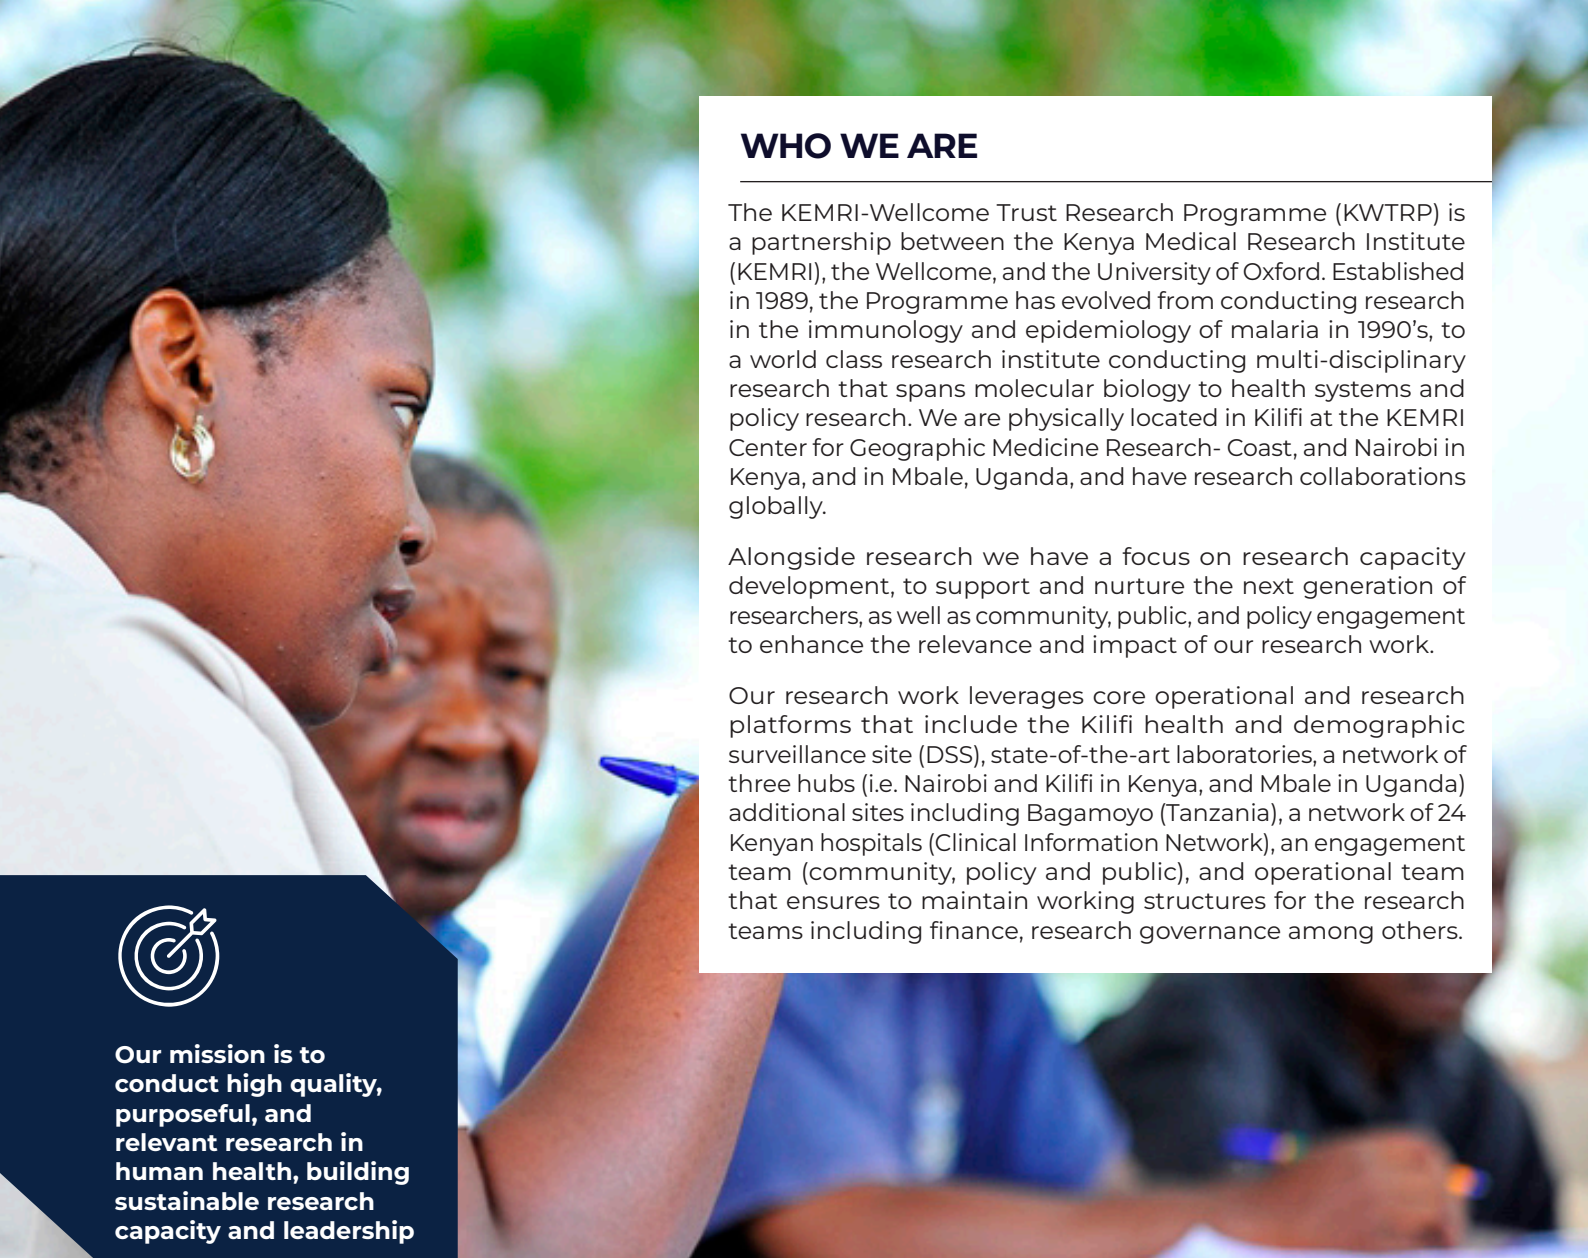 WHO WE ARE
The KEMRI-Wellcome Trust Research Programme (KWTRP) is
a partnership between the Kenya Medical Research Institute
(KEMRI), the Wellcome, and the University of Oxford. Established
in 1989, the Programme has evolved from conducting research
in the immunology and epidemiology of malaria in 1990’s, to
a world class research institute conducting multi-disciplinary
research that spans molecular biology to health systems and
policy research. We are physically located in Kilifi at the KEMRI
Center for Geographic Medicine Research- Coast, and Nairobi in
Kenya, and in Mbale, Uganda, and have research collaborations
globally.
Alongside research we have a focus on research capacity
development, to support and nurture the next generation of
researchers, as well as community, public, and policy engagement
to enhance the relevance and impact of our research work.
Our research work leverages core operational and research
platforms that include the Kilifi health and demographic
surveillance site (DSS), state-of-the-art laboratories, a network of
three hubs (i.e. Nairobi and Kilifi in Kenya, and Mbale in Uganda)
additional sites including Bagamoyo (Tanzania), a network of 24
Kenyan hospitals (Clinical Information Network), an engagement
team (community, policy and public), and operational team
that ensures to maintain working structures for the research
teams including finance, research governance among others.
Our mission is to
conduct high quality,
purposeful, and
relevant research in
human health, building
sustainable research
capacity and leadership